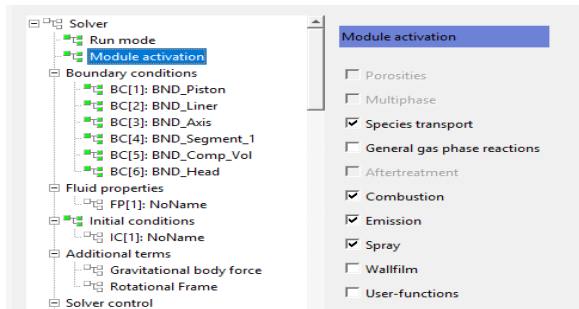 Solver
Run mode
Module activation
Boundary conditions
BC[1]: BND_Piston
BC[2]: BND_Liner
BC[3]: BND_Axis
BC[4]: BND_Segment_1
BC[5]: BND_Comp_Vol
BC[6]: BND_Head
Fluid properties
FP[1]: NoName
Initial conditions
IC[1]: NoName
Additional terms
Gravitational body force
Rotational Frame
Solver control
Module activation
Porosities
Multiphase
Species transport
General gas phase reactions
Aftertreatment
Combustion
Emission
Spray
Wallfilm
User-functions